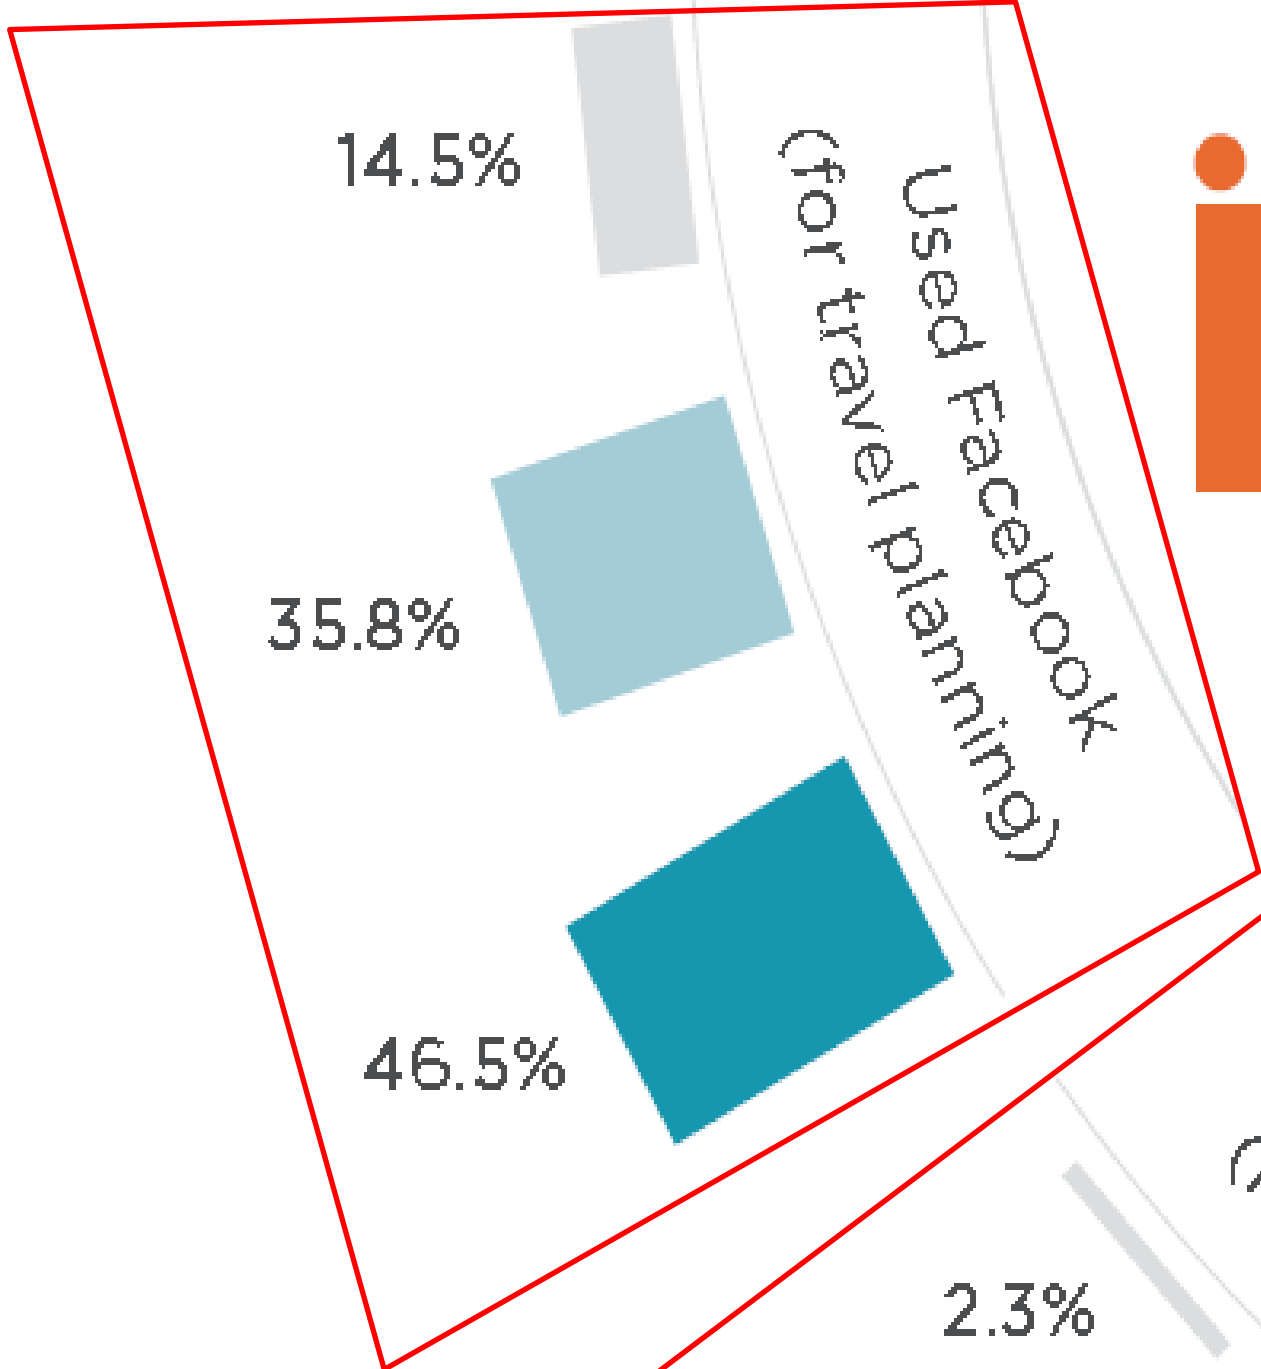 14.5%
Used Facebook
(for travel planning)
35.8%
46.5%
2.3%